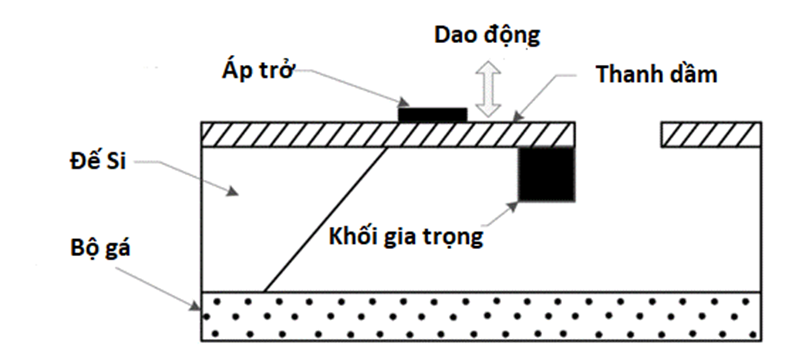 Dao động
Áp trở
Thanh dầm
Đế Si
Khối gia trọng
Bộ gá